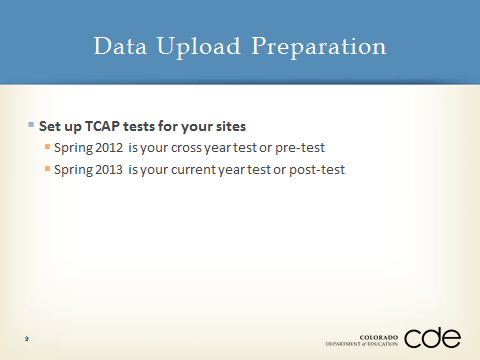 Data Upload Preparation
Set up TCAP tests for your sites
Spring 2012 is your cross year test or pre-test
Spring 2013 is your current year test or post-test
9
COLORADO
DEPARTMENT of EDUCATION
cde